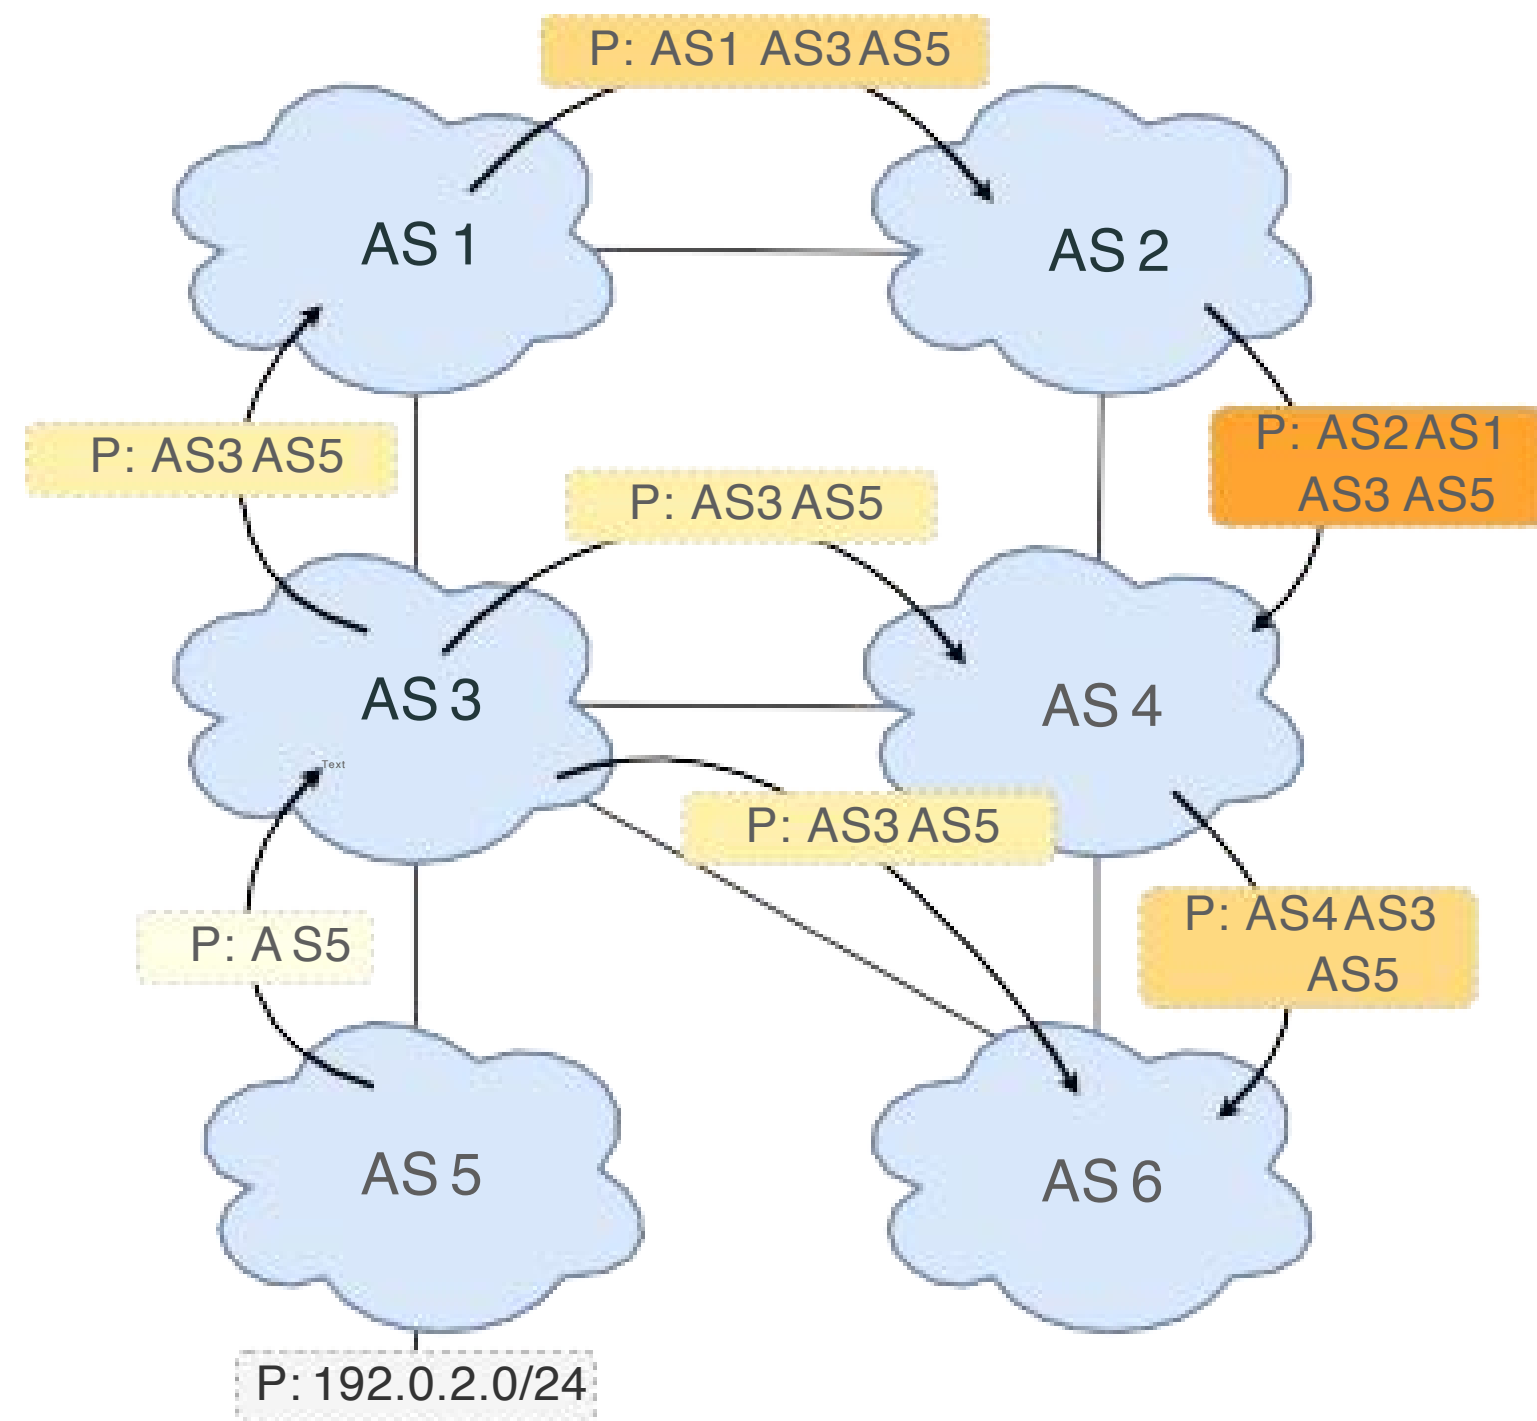 P: AS1 AS3 AS5
AS 1
AS 2
P: AS2 AS1
AS3 AS5
P: AS3 AS5
P: AS3 AS5
AS 3
AS 4
Text
P: AS3 AS5
P: AS4 AS3
AS5
P: A S5
AS 5
AS 6
P: 192.0.2.0/24